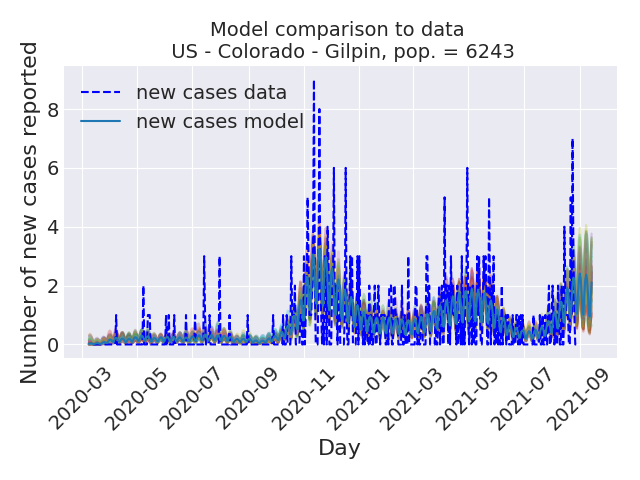 Model comparison to data
US - Colorado - Gilpin, pop. = 6243
Number of new cases reported
8
6
4
2
0
new cases data
new cases model
2020-03
2020-05
2020-07
2020-09
2020-11
2021-01
2021-03
2021-05
2021-07
2021-09
Day